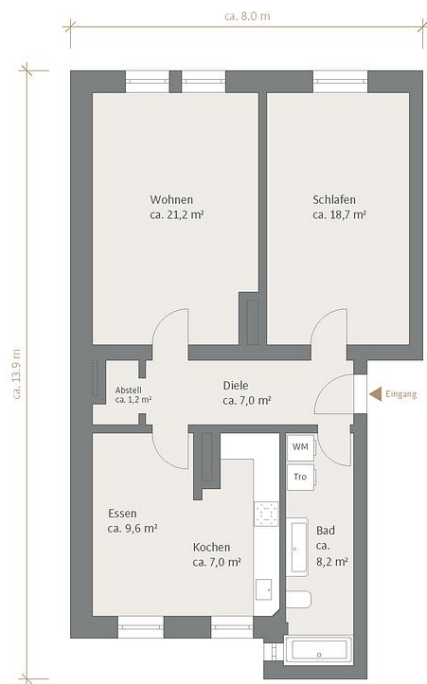 ca. 8.0 m
ca. 13.9 m
Wohnen
ca. 21,2 m²
Schlafen
ca. 18,7 m²
Abstell
ca. 1,2 m²
Diele
ca. 7,0 m²
Eingang
WM
Tro
Essen
ca. 9,6 m²
Kochen
ca. 7,0 m²
Bad
ca.
8,2 m²